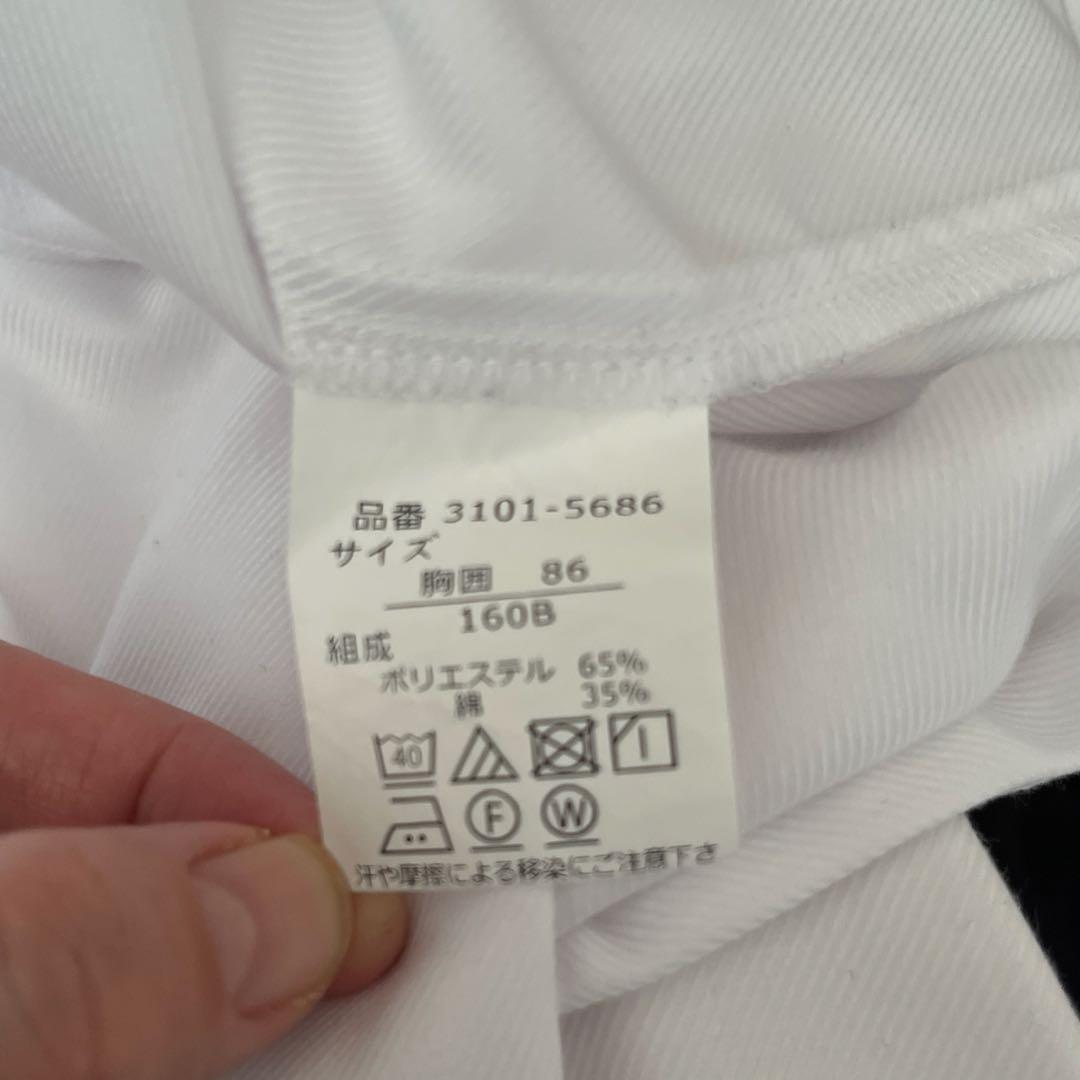 品番 3101-5686
サイズ
胸囲 86
160B
組成
ポリエステル 65%
綿 35%
40
F W
汗や摩擦による移染にご注意下さ